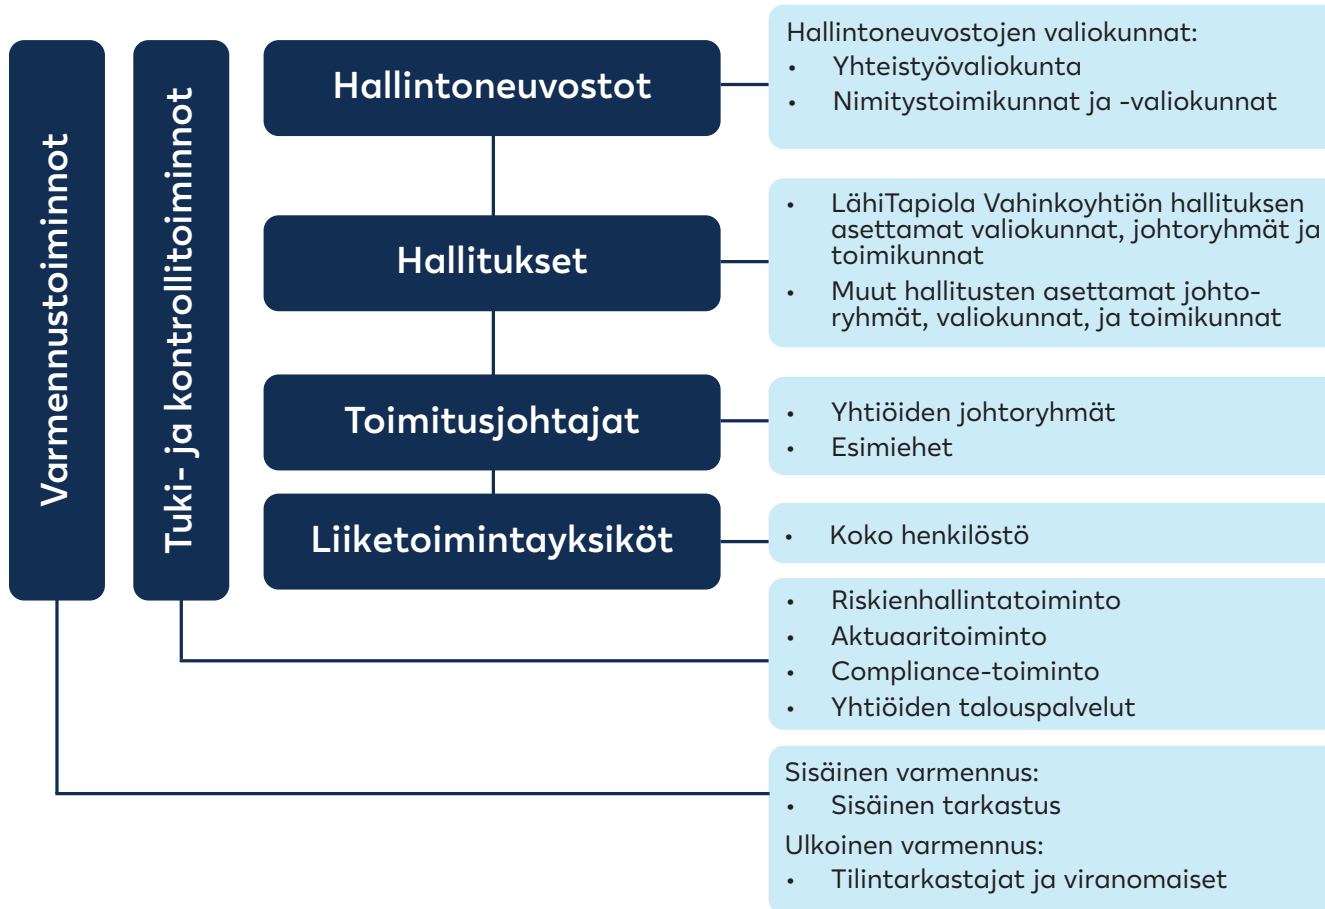 Varmennustoiminnot
Tuki- ja kontrollitoiminnot
Hallintoneuvostot
Hallintoneuvostojen valiokunnat:
• Yhteistyövaliokunta
• Nimitystoimikunnat ja -valiokunnat
Hallitukset
• LähiTapiola Vahinkoyhtiön hallituksen
asettamat valiokunnat, johtoryhmät ja
toimikunnat
• Muut hallitusten asettamat johto-
ryhmät, valiokunnat, ja toimikunnat
Toimitusjohtajat
• Yhtiöiden johtoryhmät
• Esimiehet
Liiketoimintayksiköt
• Koko henkilöstö
• Riskienhallintatoiminto
• Aktuaaritoiminto
• Compliance-toiminto
• Yhtiöiden talouspalvelut
Sisäinen varmennus:
• Sisäinen tarkastus
Ulkoinen varmennus:
• Tilintarkastajat ja viranomaiset